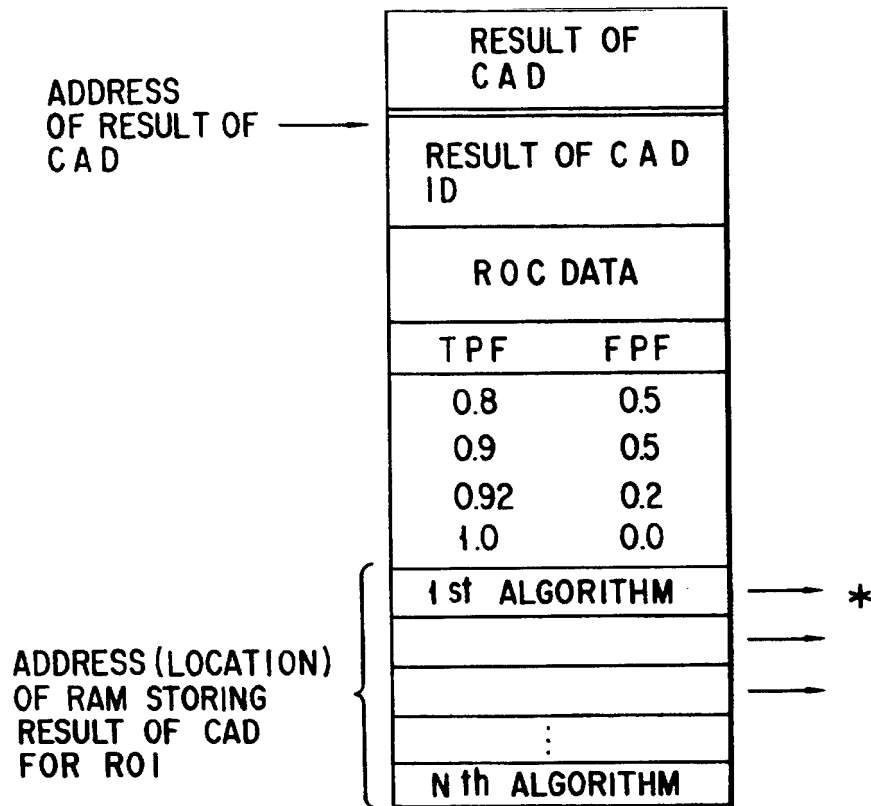 RESULT OF
CAD
ADDRESS
OF RESULT OF
CAD
RESULT OF CAD
ID
ROC DATA
TPF FPF
0.8 0.5
0.9 0.5
0.92 0.2
1.0 0.0
1st ALGORITHM
*
ADDRESS (LOCATION)
OF RAM STORING
RESULT OF CAD
FOR ROI
Nth ALGORITHM